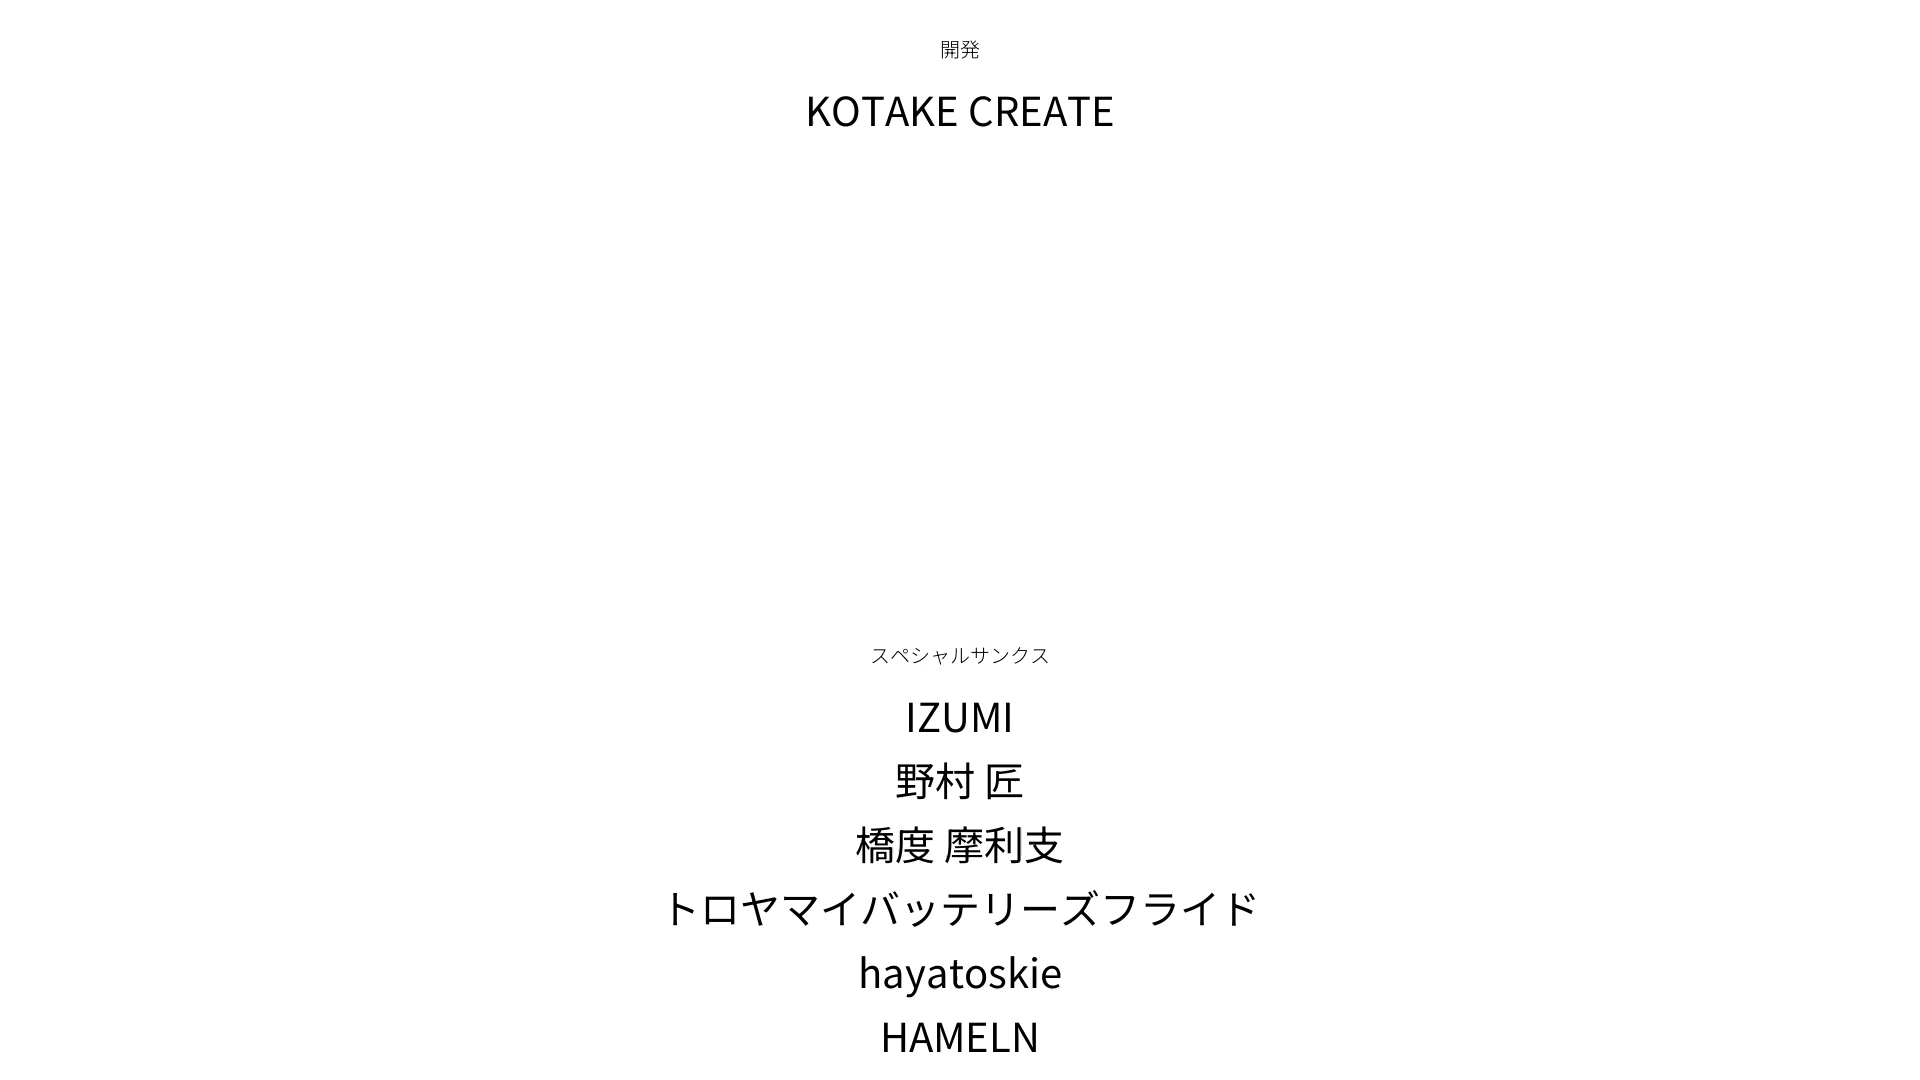 開発
KOTAKE CREATE
スペシャルサンクス
IZUMI
野村 匠
橋度 摩利支
トロヤマイバッテリーズフライド
hayatoskie
HAMELN